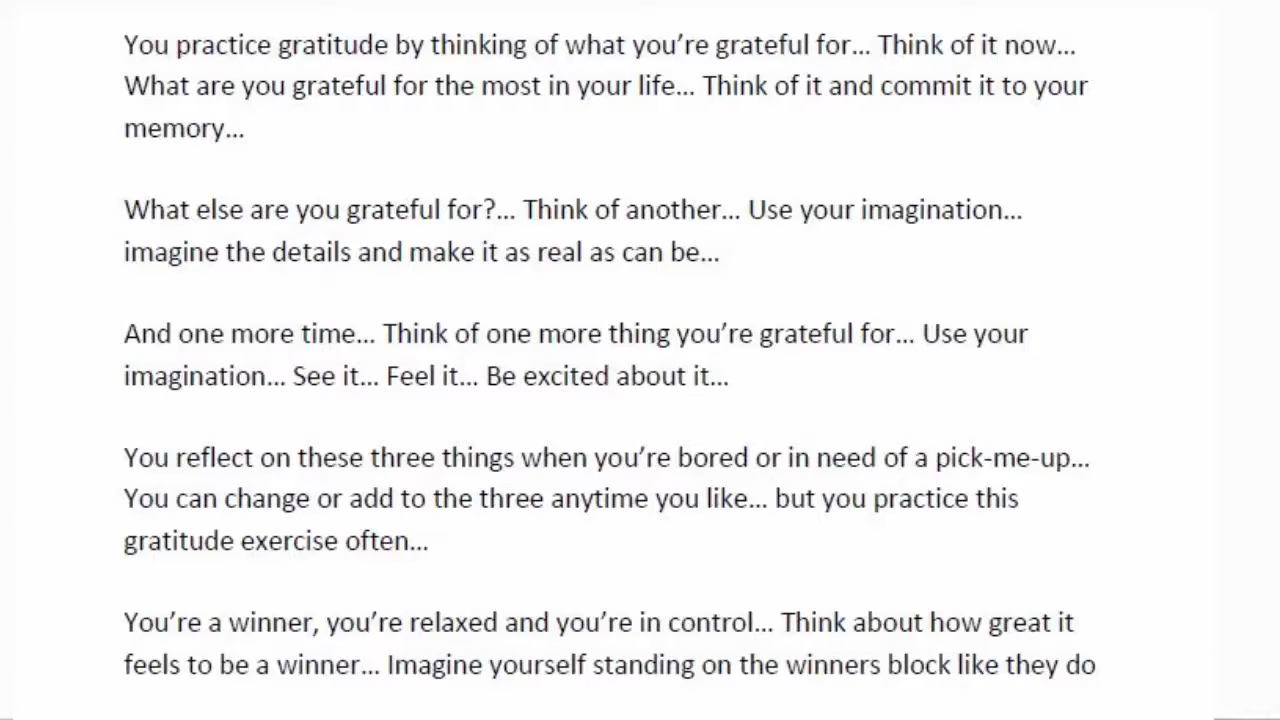 You practice gratitude by thinking of what you’re grateful for… Think of it now…
What are you grateful for the most in your life… Think of it and commit it to your
memory…
What else are you grateful for?... Think of another… Use your imagination…
imagine the details and make it as real as can be…
And one more time… Think of one more thing you’re grateful for… Use your
imagination… See it… Feel it… Be excited about it…
You reflect on these three things when you’re bored or in need of a pick-me-up…
You can change or add to the three anytime you like… but you practice this
gratitude exercise often…
You’re a winner, you’re relaxed and you’re in control… Think about how great it
feels to be a winner… Imagine yourself standing on the winners block like they do